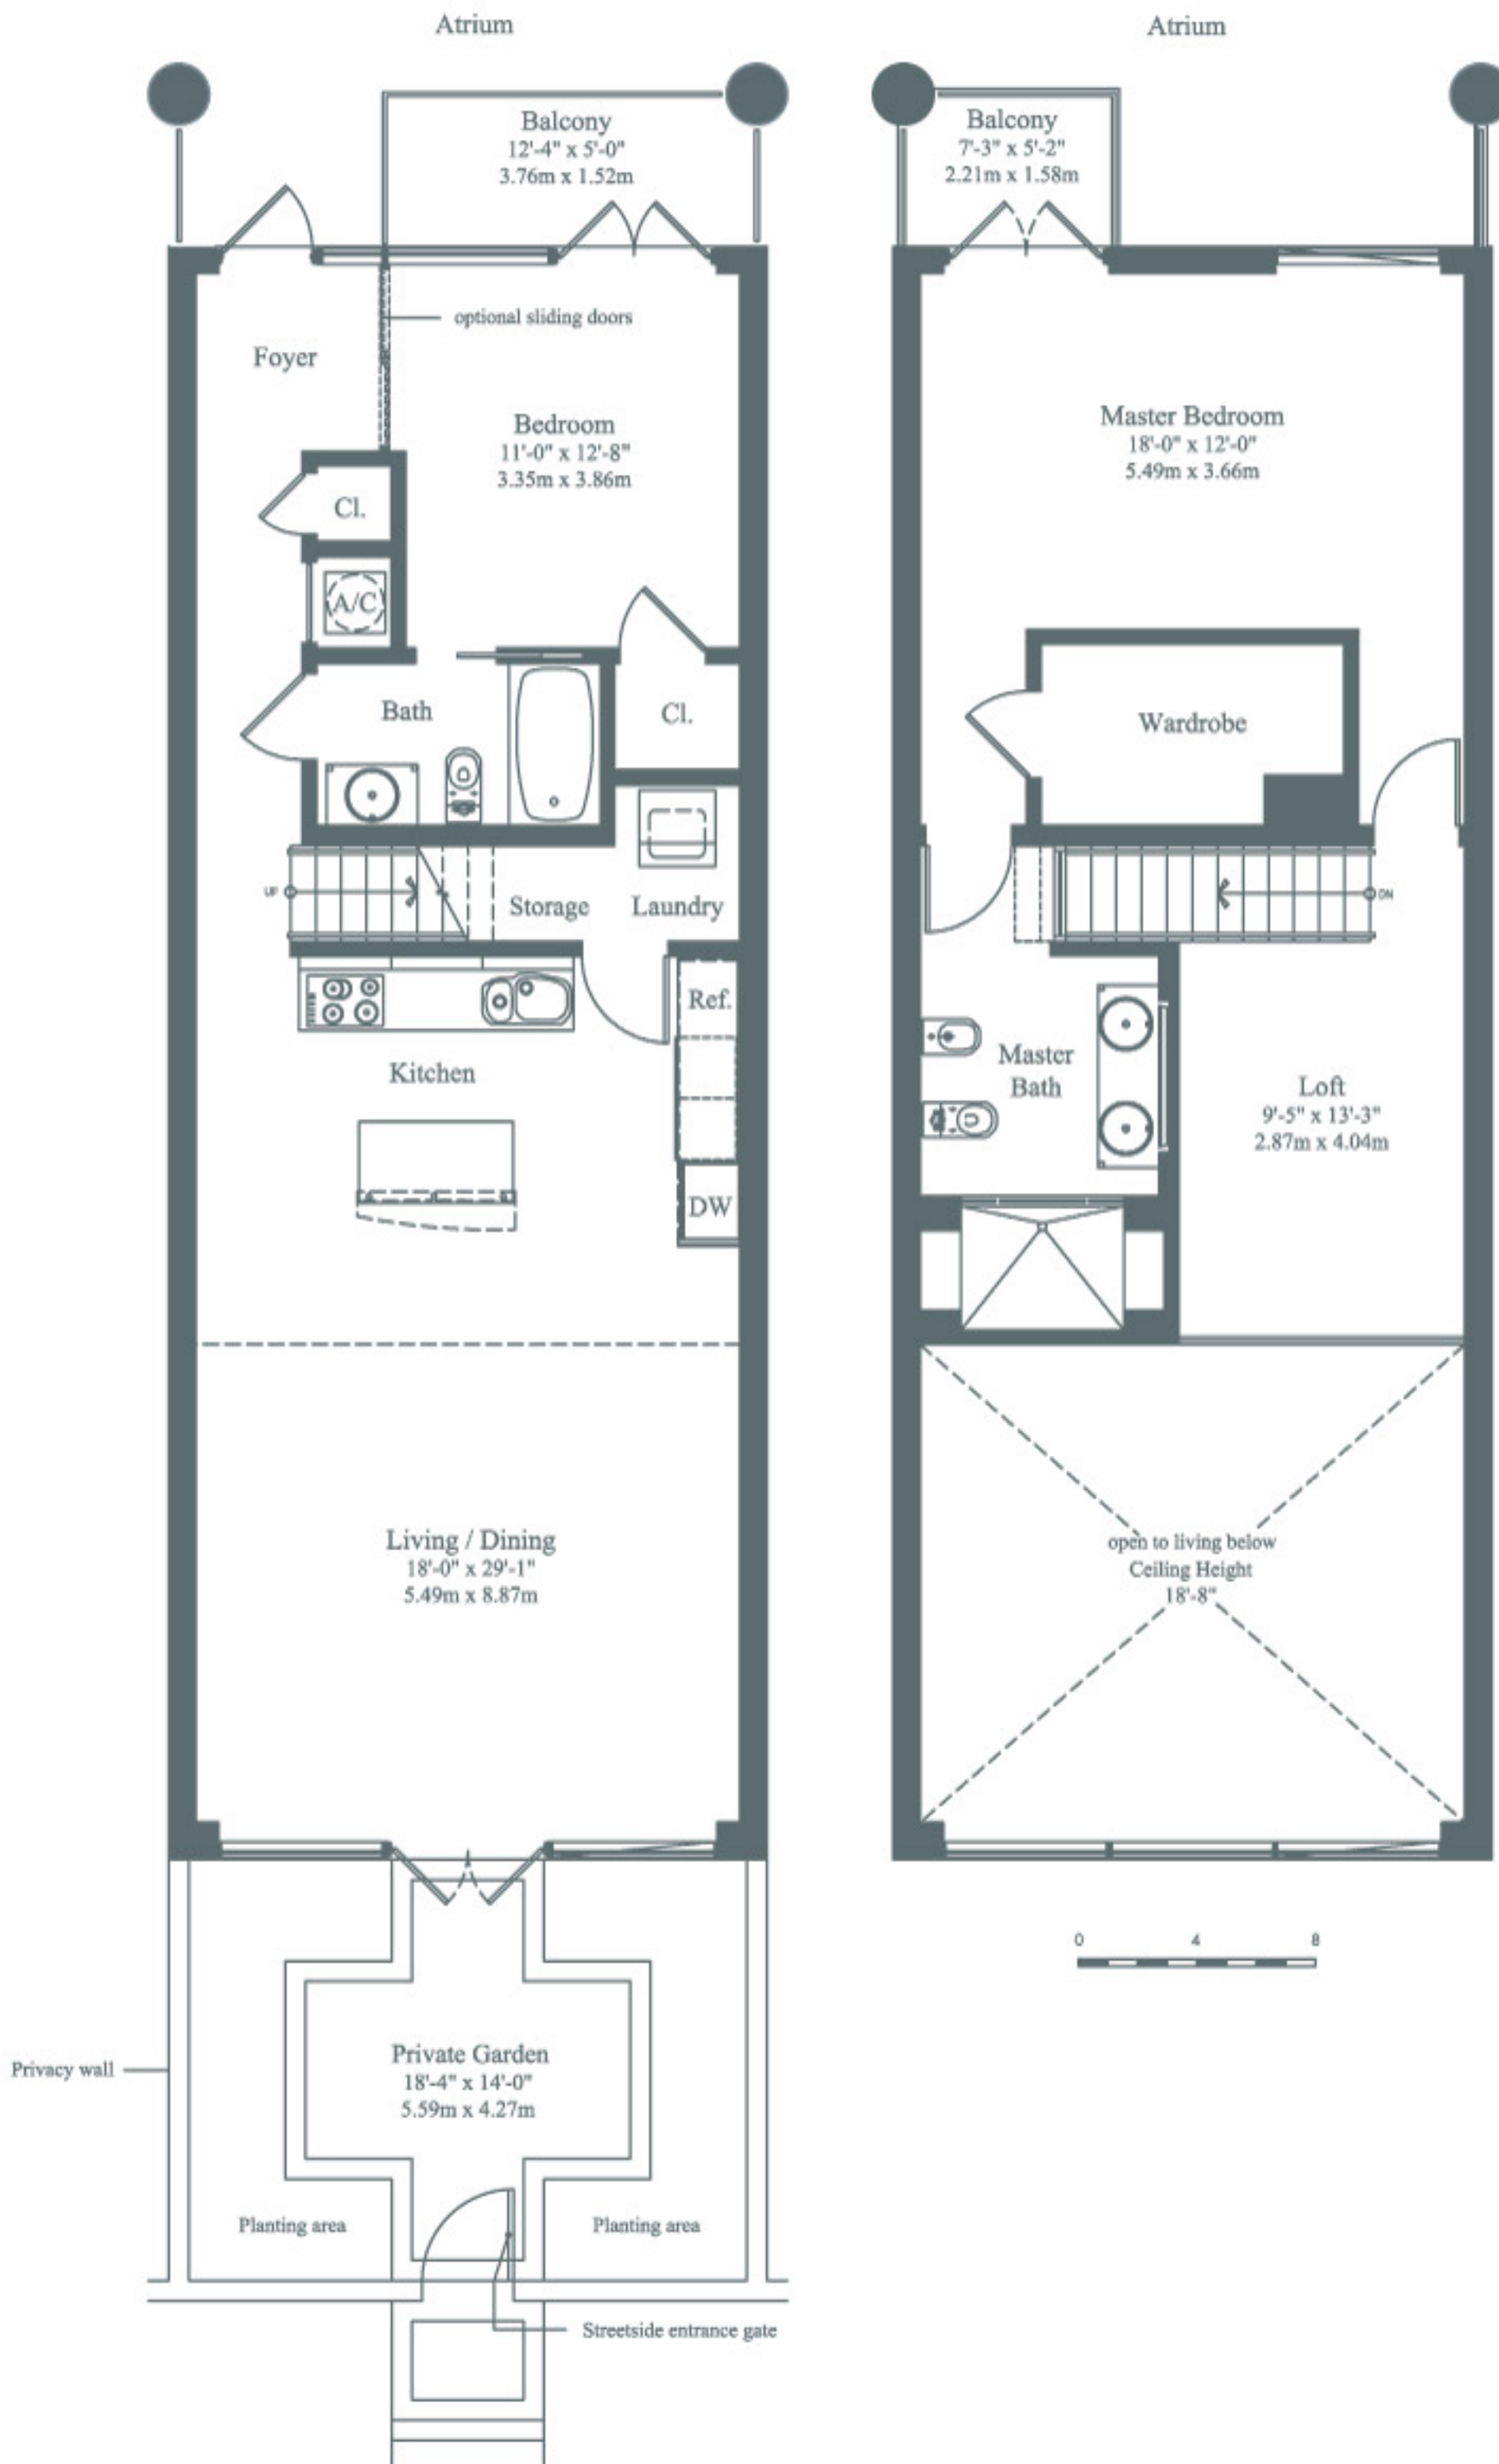 Atrium
Balcony
12'-4" x 5'-0"
3.76m x 1.52m
optional sliding doors
Foyer
Bedroom
11'-0" x 12'-8"
3.35m x 3.86m
Cl.
A/C
Bath
Cl.
UP
Storage
Laundry
Ref.
Kitchen
DW
Living / Dining
18'-0" x 29'-1"
5.49m x 8.87m
Private Garden
18'-4" x 14'-0"
5.59m x 4.27m
Privacy wall
Planting area
Planting area
Streetside entrance gate
Atrium
Balcony
7'-3" x 5'-2"
2.21m x 1.58m
Master Bedroom
18'-0" x 12'-0"
5.49m x 3.66m
Wardrobe
DN
Master
Bath
Loft
9'-5" x 13'-3"
2.87m x 4.04m
open to living below
Ceiling Height
18'-8"
0 4 8